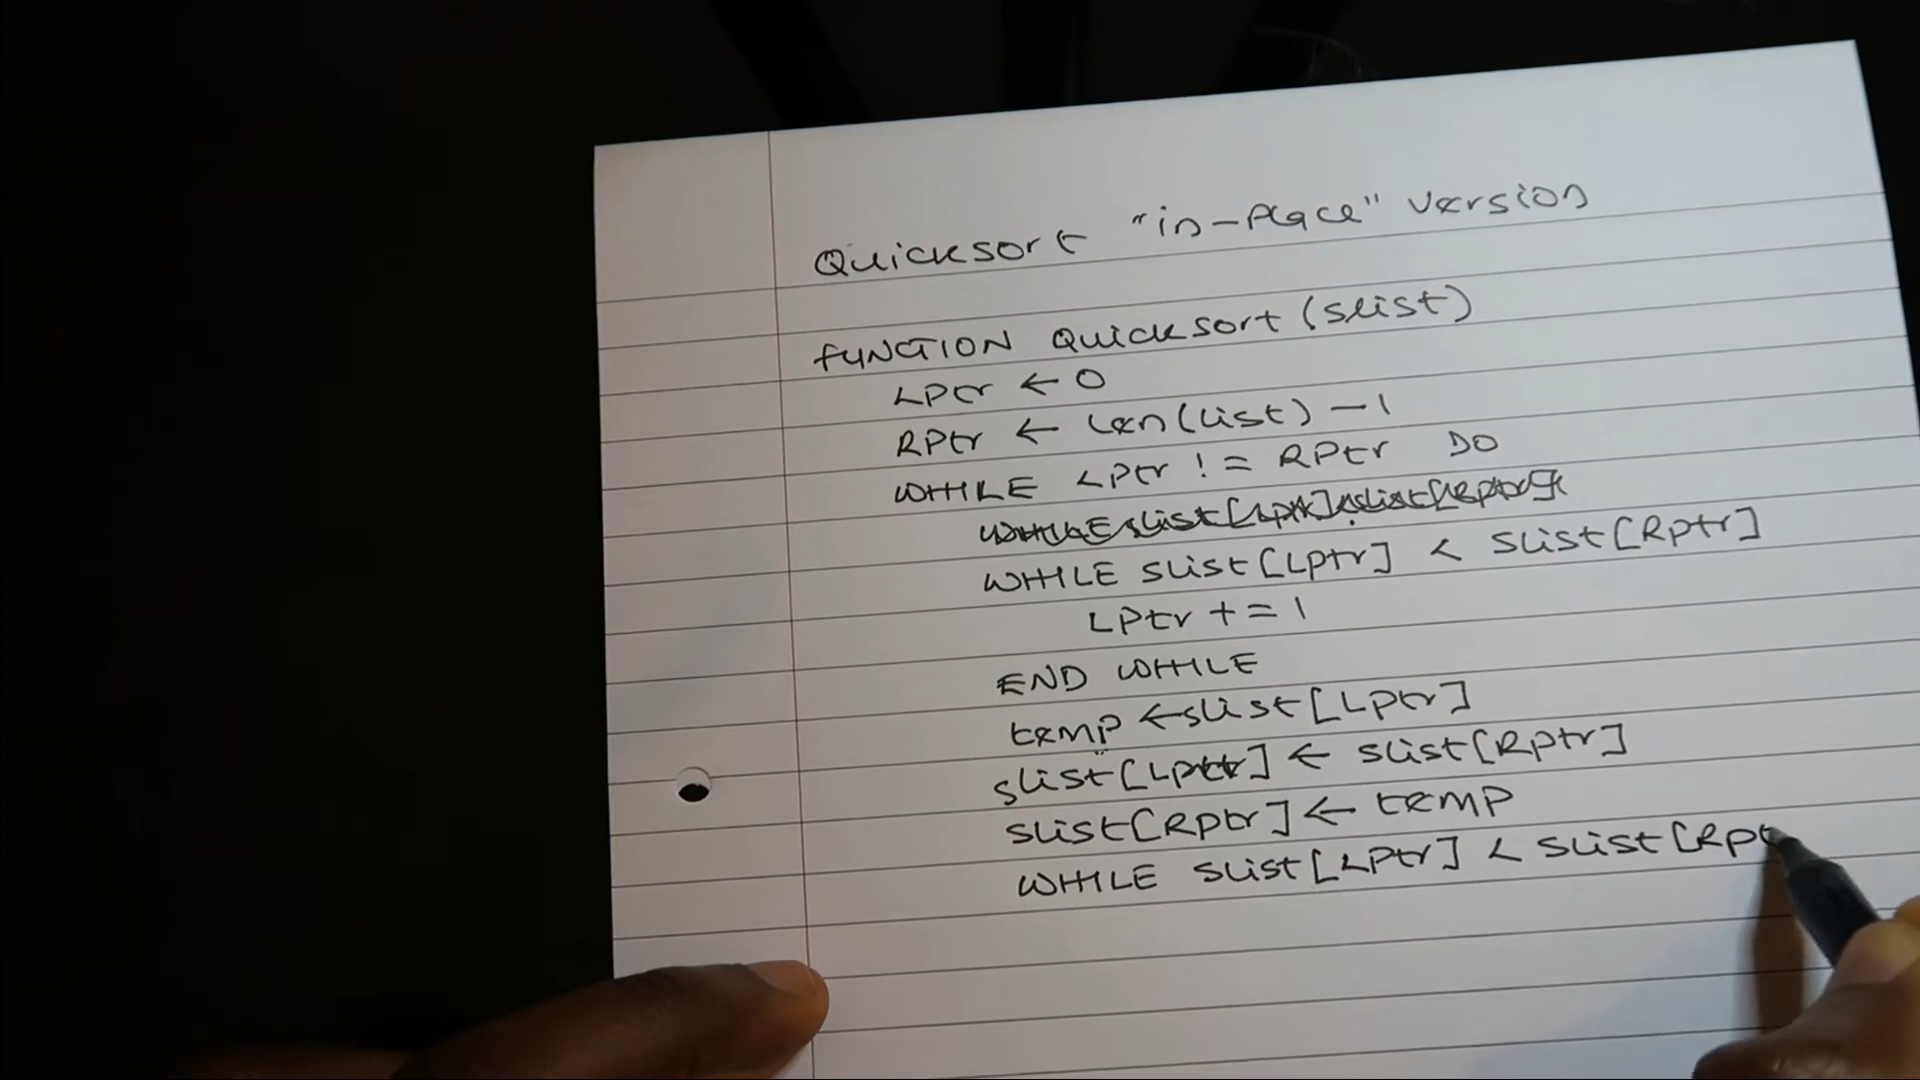 Quicksort "in-place" version
FUNCTION Quicksort (slist)
LPtr ← 0
RPtr ← len(list) - 1
WHILE LPtr != RPtr DO
WHILE slist[LPtr] < slist[Rptr]
LPtr += 1
END WHILE
temp ← slist[LPtr]
slist[LPtr] ← slist[Rptr]
slist[Rptr] ← temp
WHILE slist[LPtr] < slist[Rpt